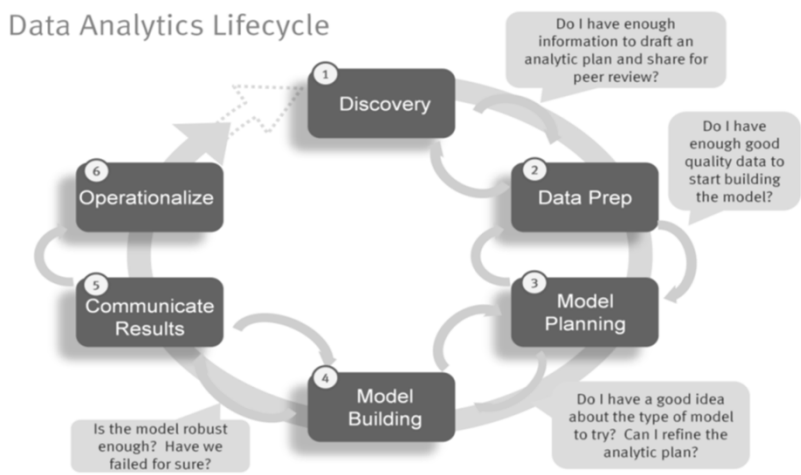 Data Analytics Lifecycle
1
Discovery
Do I have enough
information to draft an
analytic plan and share for
peer review?
2
Data Prep
Do I have
enough good
quality data to
start building
the model?
3
Model
Planning
Do I have a good idea
about the type of model
to try? Can I refine the
analytic plan?
4
Model
Building
Is the model robust
enough? Have we
failed for sure?
5
Communicate
Results
6
Operationalize